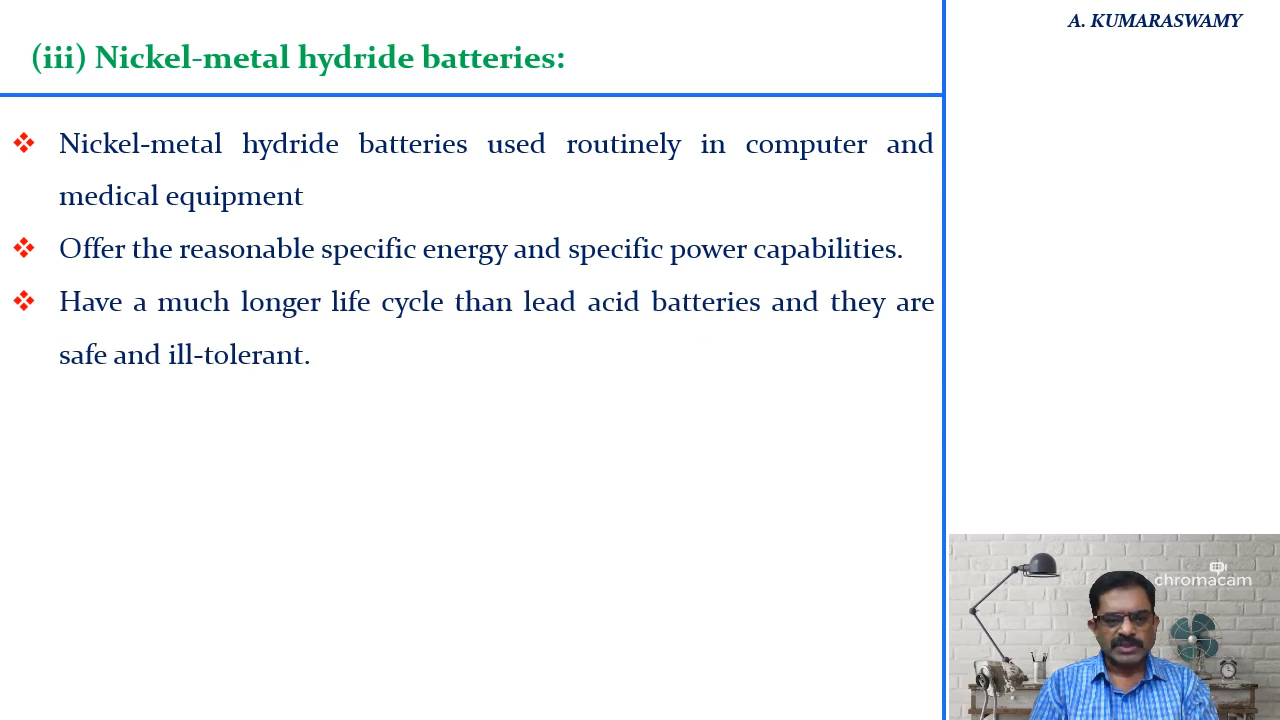 A. KUMARASWAMY
(iii) Nickel-metal hydride batteries:
Nickel-metal hydride batteries used routinely in computer and
medical equipment
Offer the reasonable specific energy and specific power capabilities.
Have a much longer life cycle than lead acid batteries and they are
safe and ill-tolerant.
chromacam